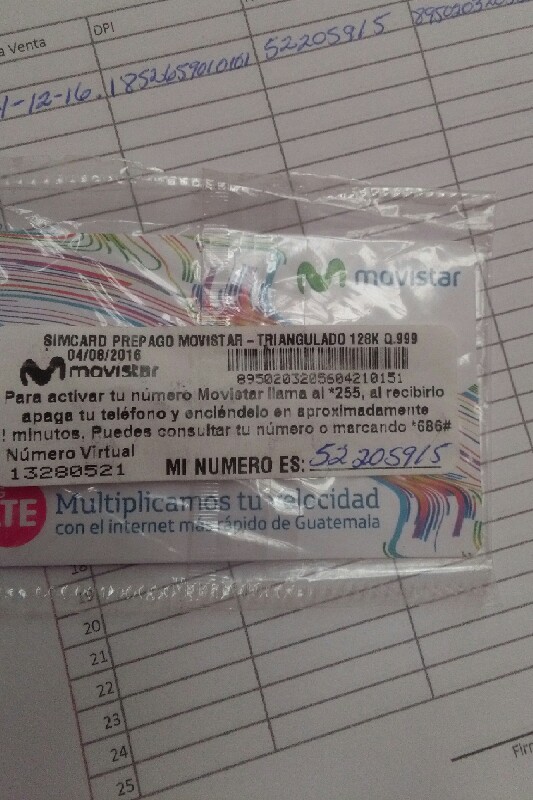 a Venta
DPI
52205915
1-12-16.
movistar
SIMCARD PREPAGO MOVISTAR - TRIANGULADO 128K Q.999
04/08/2016
movistar
8950203205604210151
Para activar tu número Movistar llama al *255, al recibirlo
apaga tu teléfono y enciéndelo en aproximadamente
! minutos. Puedes consultar tu número o marcando *686#
Número Virtual
13280521
MI NUMERO ES: 52205915
TE
Multiplicamos tu velocidad
con el internet más rápido de Guatemala
19
20
21
22
23
24
25
Fir